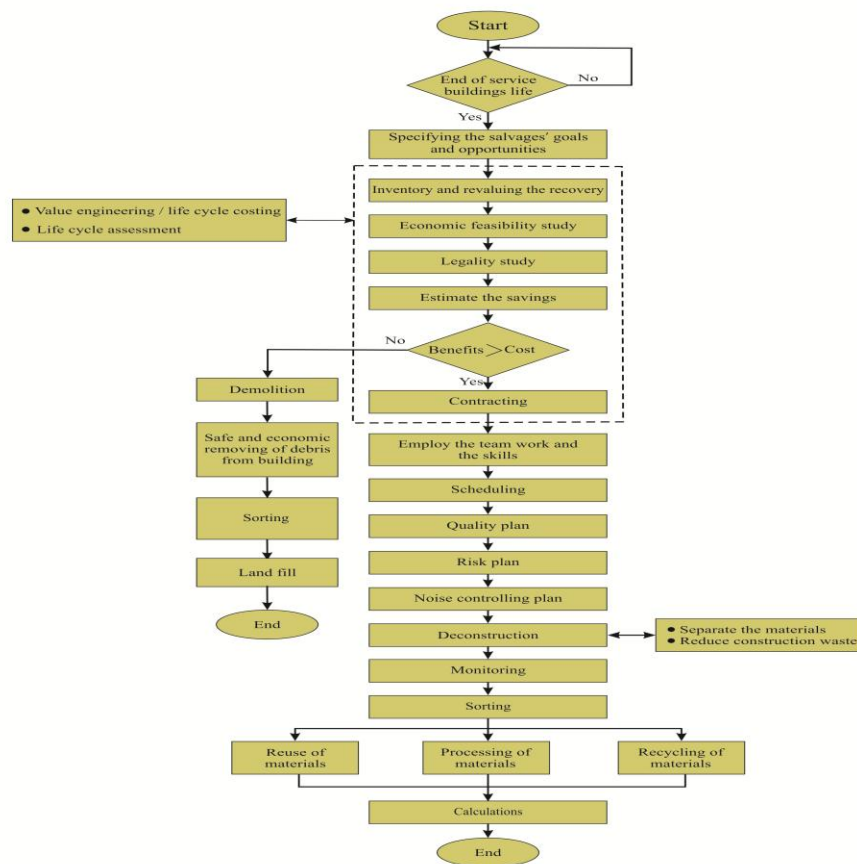 Start
End of service
buildings life
No
Yes
Specifying the salvages' goals
and opportunities
Inventory and revaluing the recovery
● Value engineering / life cycle costing
● Life cycle assessment
Economic feasibility study
Legality study
Estimate the savings
No
Benefits > Cost
Yes
Contracting
Demolition
Safe and economic
removing of debris
from building
Sorting
Land fill
End
Employ the team work and
the skills
Scheduling
Quality plan
Risk plan
Noise controlling plan
Deconstruction
● Separate the materials
● Reduce construction waste
Monitoring
Sorting
Reuse of
materials
Processing of
materials
Recycling of
materials
Calculations
End